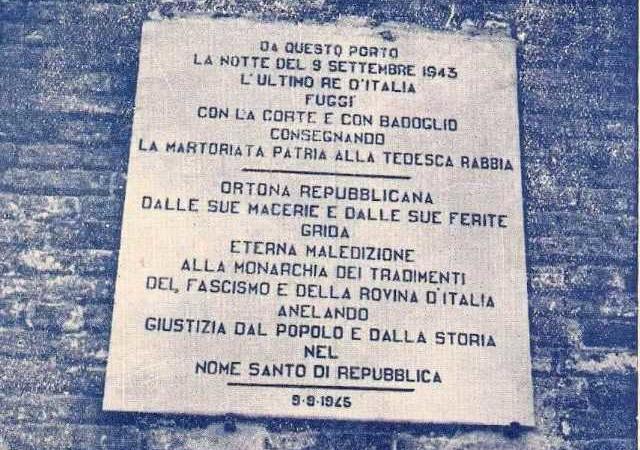 DA QUESTO PORTO
LA NOTTE DEL 9 SETTEMBRE 1943
L'ULTIMO RE D'ITALIA
FUGGÌ
CON LA CORTE E CON BADOGLIO
CONSEGNANDO
LA MARTORIATA PATRIA ALLA TEDESCA RABBIA
ORTONA REPUBBLICANA
DALLE SUE MACERIE E DALLE SUE FERITE
GRIDA
ETERNA MALEDIZIONE
ALLA MONARCHIA DEI TRADIMENTI
DEL FASCISMO E DELLA ROVINA D'ITALIA
ANELANDO
GIUSTIZIA DAL POPOLO E DALLA STORIA
NEL
NOME SANTO DI REPUBBLICA
9-9-1945